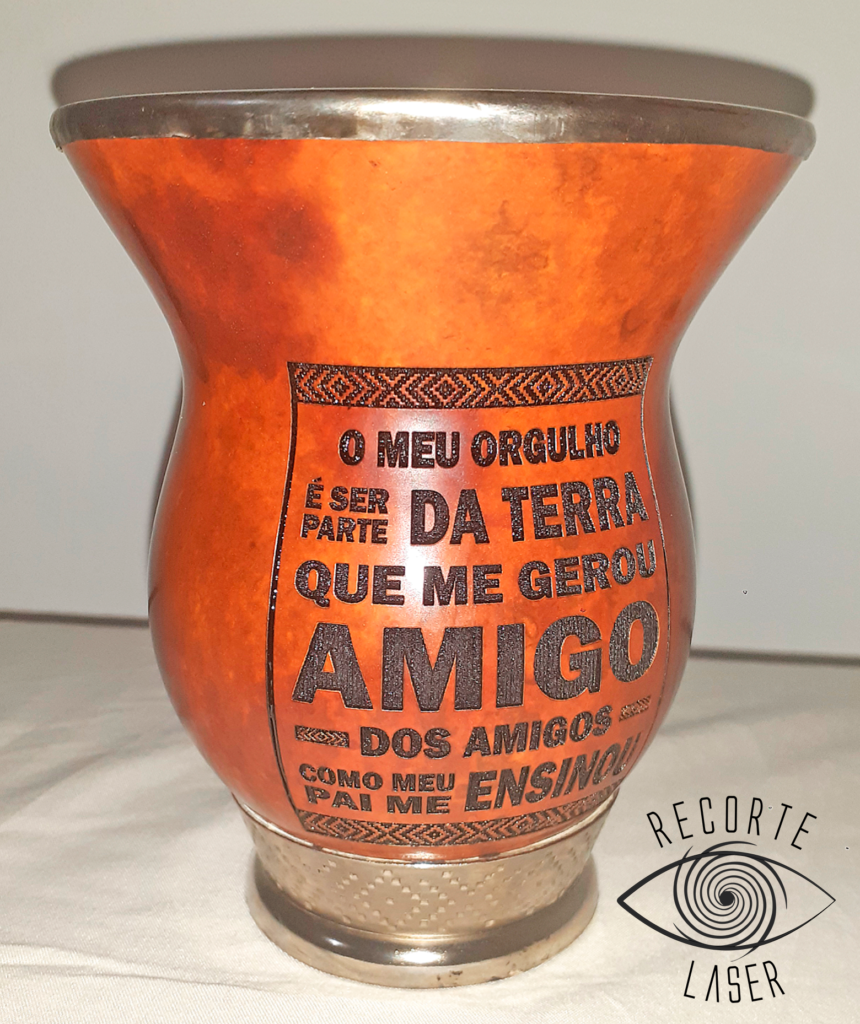 O MEU ORGULHO
É SER PARTE DA TERRA
QUE ME GEROU
AMIGO
DOS AMIGOS
COMO MEU PAI ME ENSINOU
RECORTE
LASER